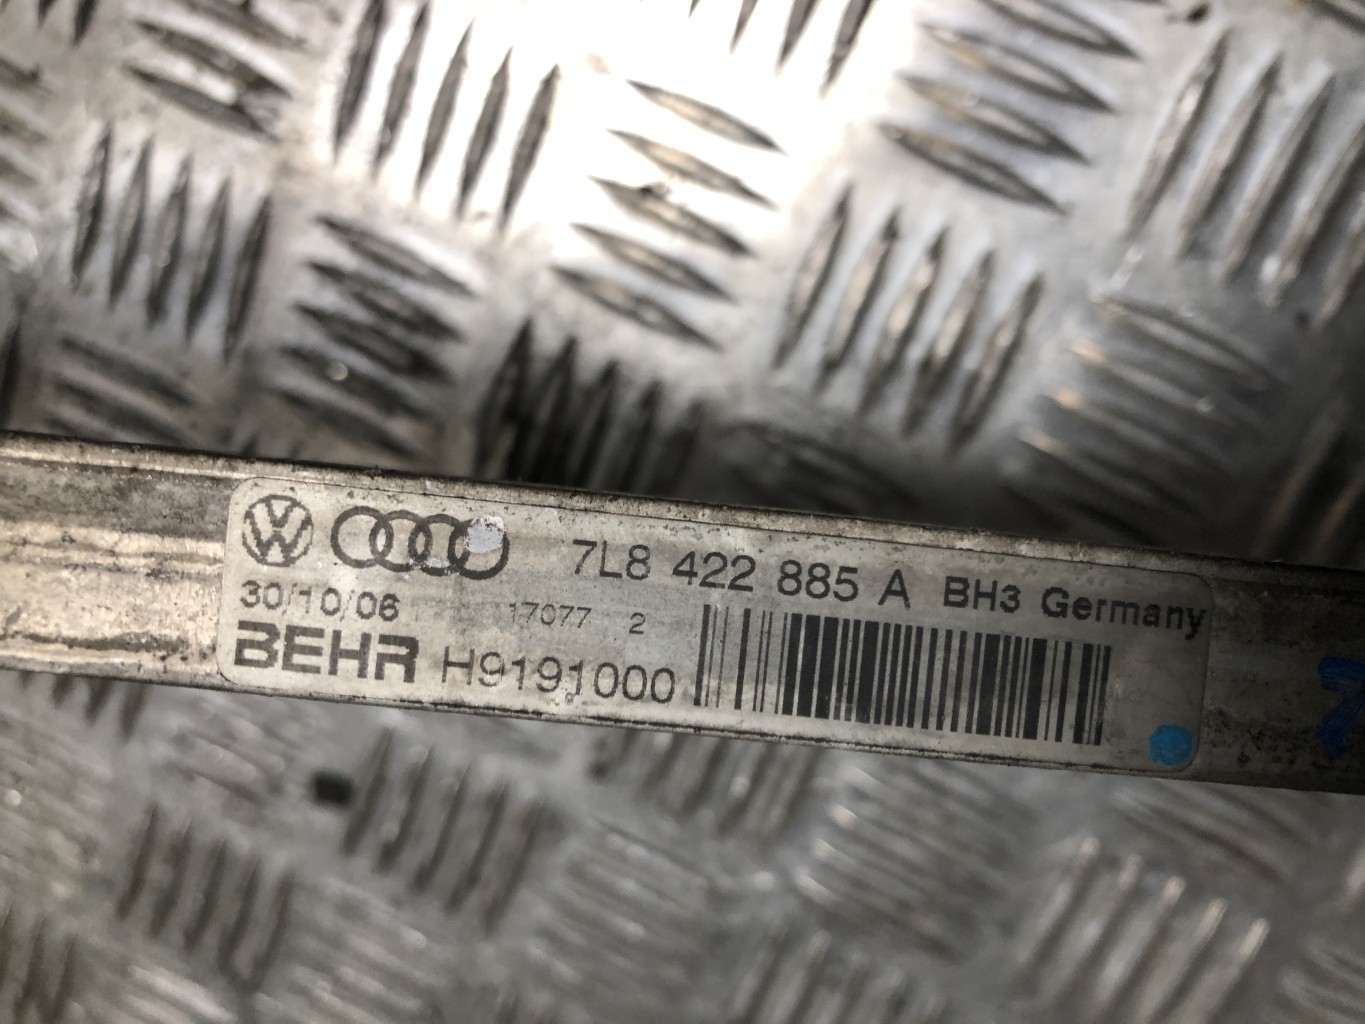 7L8 422 885 A BH3 Germany
30/10/06 17077 2
BEHR H9191000